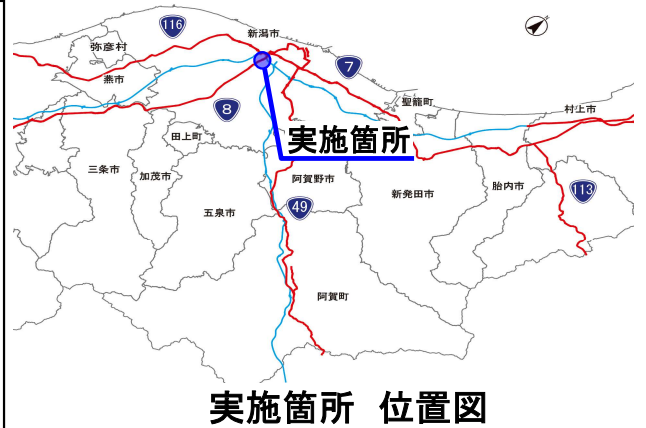 116
新潟市
弥彦村
7
燕市
聖籠町
村上市
8
田上町
実施箇所
三条市
加茂市
阿賀野市
新発田市
胎内市
113
五泉市
49
阿賀町
実施箇所 位置図